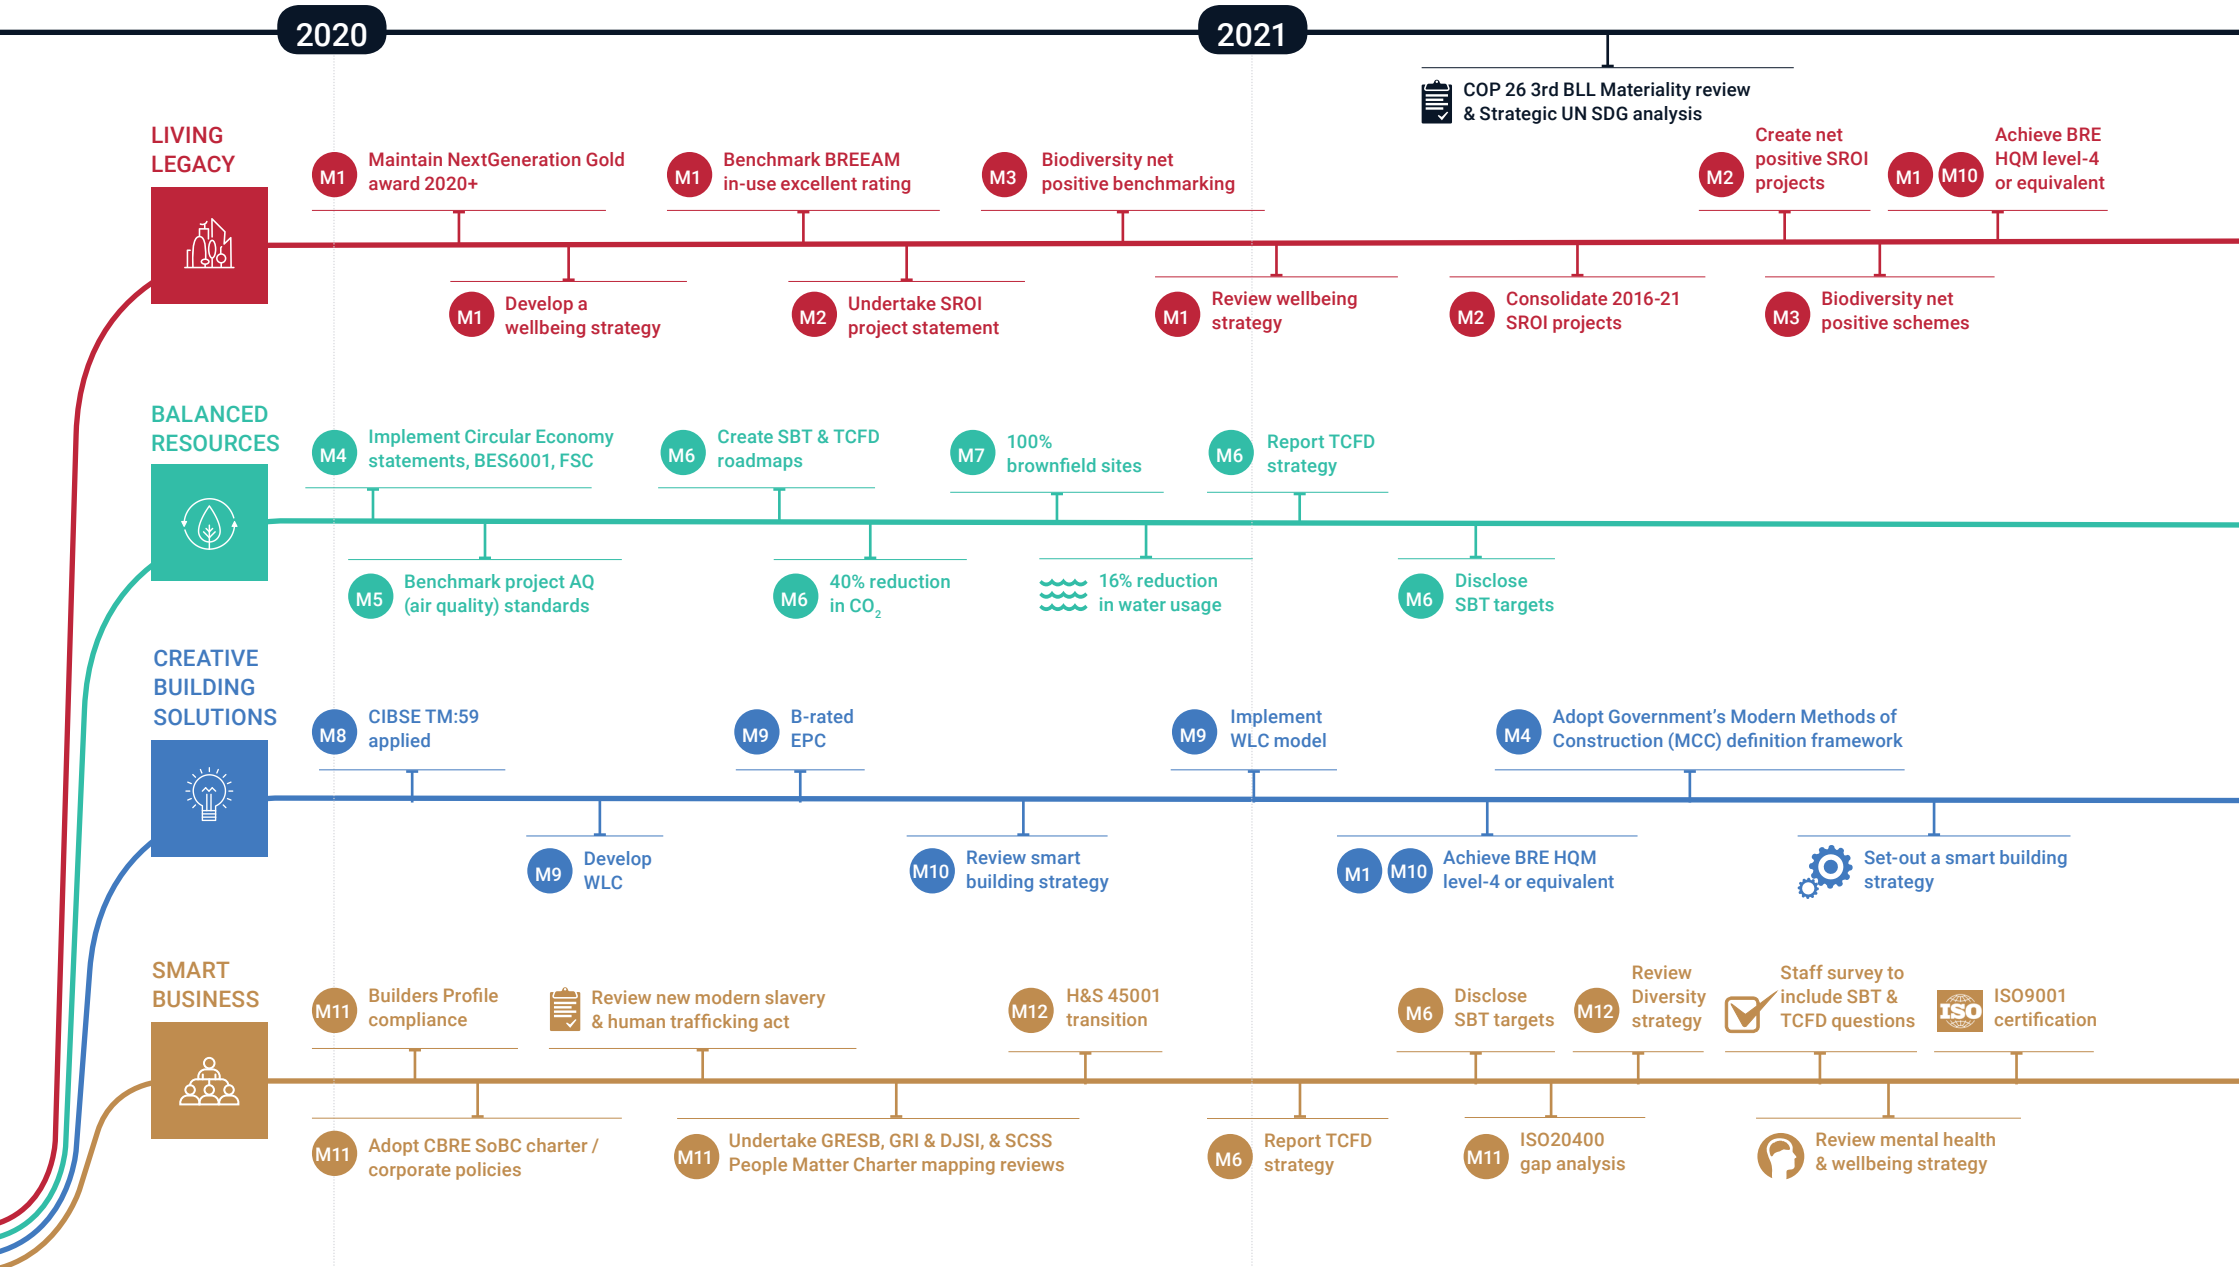 2020
2021
COP 26 3rd BLL Materiality review
& Strategic UN SDG analysis
LIVING
LEGACY
M1
Maintain NextGeneration Gold
award 2020+
M1
Benchmark BREEAM
in-use excellent rating
M3
Biodiversity net
positive benchmarking
M2
Create net
positive SROI
projects
M1
M10
Achieve BRE
HQM level-4
or equivalent
M1
Develop a
wellbeing strategy
M2
Undertake SROI
project statement
M1
Review wellbeing
strategy
M2
Consolidate 2016-21
SROI projects
M3
Biodiversity net
positive schemes
BALANCED
RESOURCES
M4
Implement Circular Economy
statements, BES6001, FSC
M6
Create SBT & TCFD
roadmaps
M7
100%
brownfield sites
M6
Report TCFD
strategy
M5
Benchmark project AQ
(air quality) standards
M6
40% reduction
in CO2
16% reduction
in water usage
M6
Disclose
SBT targets
CREATIVE
BUILDING
SOLUTIONS
M8
CIBSE TM:59
applied
M9
B-rated
EPC
M9
Implement
WLC model
M4
Adopt Government’s Modern Methods of
Construction (MCC) definition framework
M9
Develop
WLC
M10
Review smart
building strategy
M1
M10
Achieve BRE HQM
level-4 or equivalent
Set-out a smart building
strategy
SMART
BUSINESS
M11
Builders Profile
compliance
Review new modern slavery
& human trafficking act
M12
H&S 45001
transition
M6
Disclose
SBT targets
M12
Review
Diversity
strategy
Staff survey to
include SBT &
TCFD questions
ISO
ISO9001
certification
M11
Adopt CBRE SoBC charter /
corporate policies
M11
Undertake GRESB, GRI & DJSI, & SCSS
People Matter Charter mapping reviews
M6
Report TCFD
strategy
M11
ISO20400
gap analysis
Review mental health
& wellbeing strategy